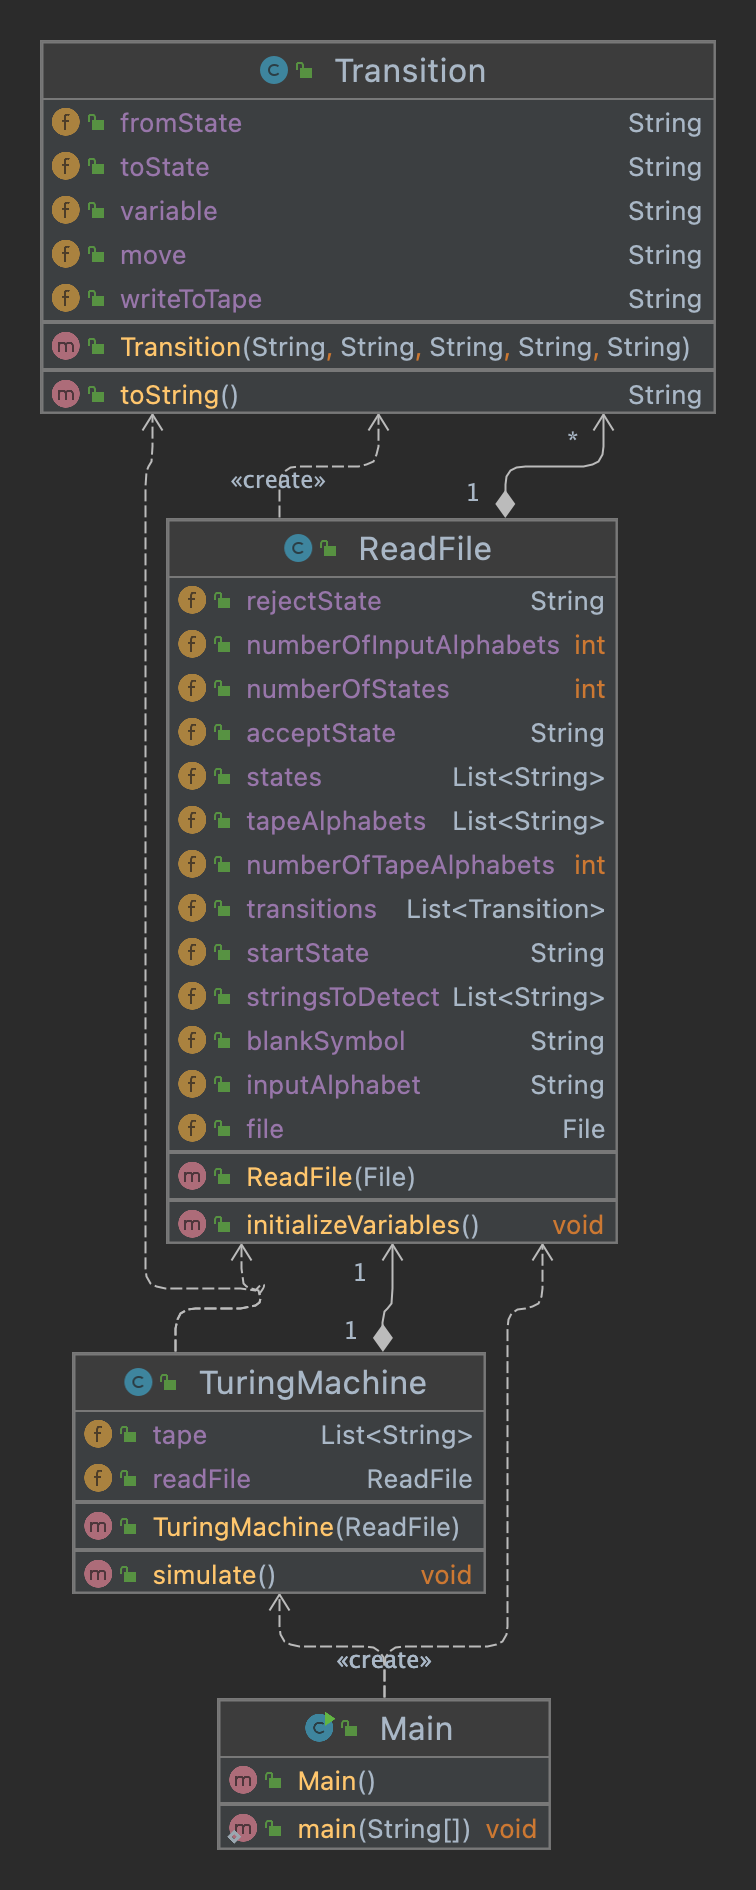 Transition
fromState String
toState String
variable String
move String
writeToTape String
Transition(String, String, String, String, String)
toString() String
*
«create»
1
ReadFile
rejectState String
numberOfInputAlphabets int
numberOfStates int
acceptState String
states List<String>
tapeAlphabets List<String>
numberOfTapeAlphabets int
transitions List<Transition>
startState String
stringsToDetect List<String>
blankSymbol String
inputAlphabet String
file File
ReadFile(File)
initializeVariables() void
1
1
TuringMachine
tape List<String>
readFile ReadFile
TuringMachine(ReadFile)
simulate() void
«create»
Main
Main()
main(String[]) void